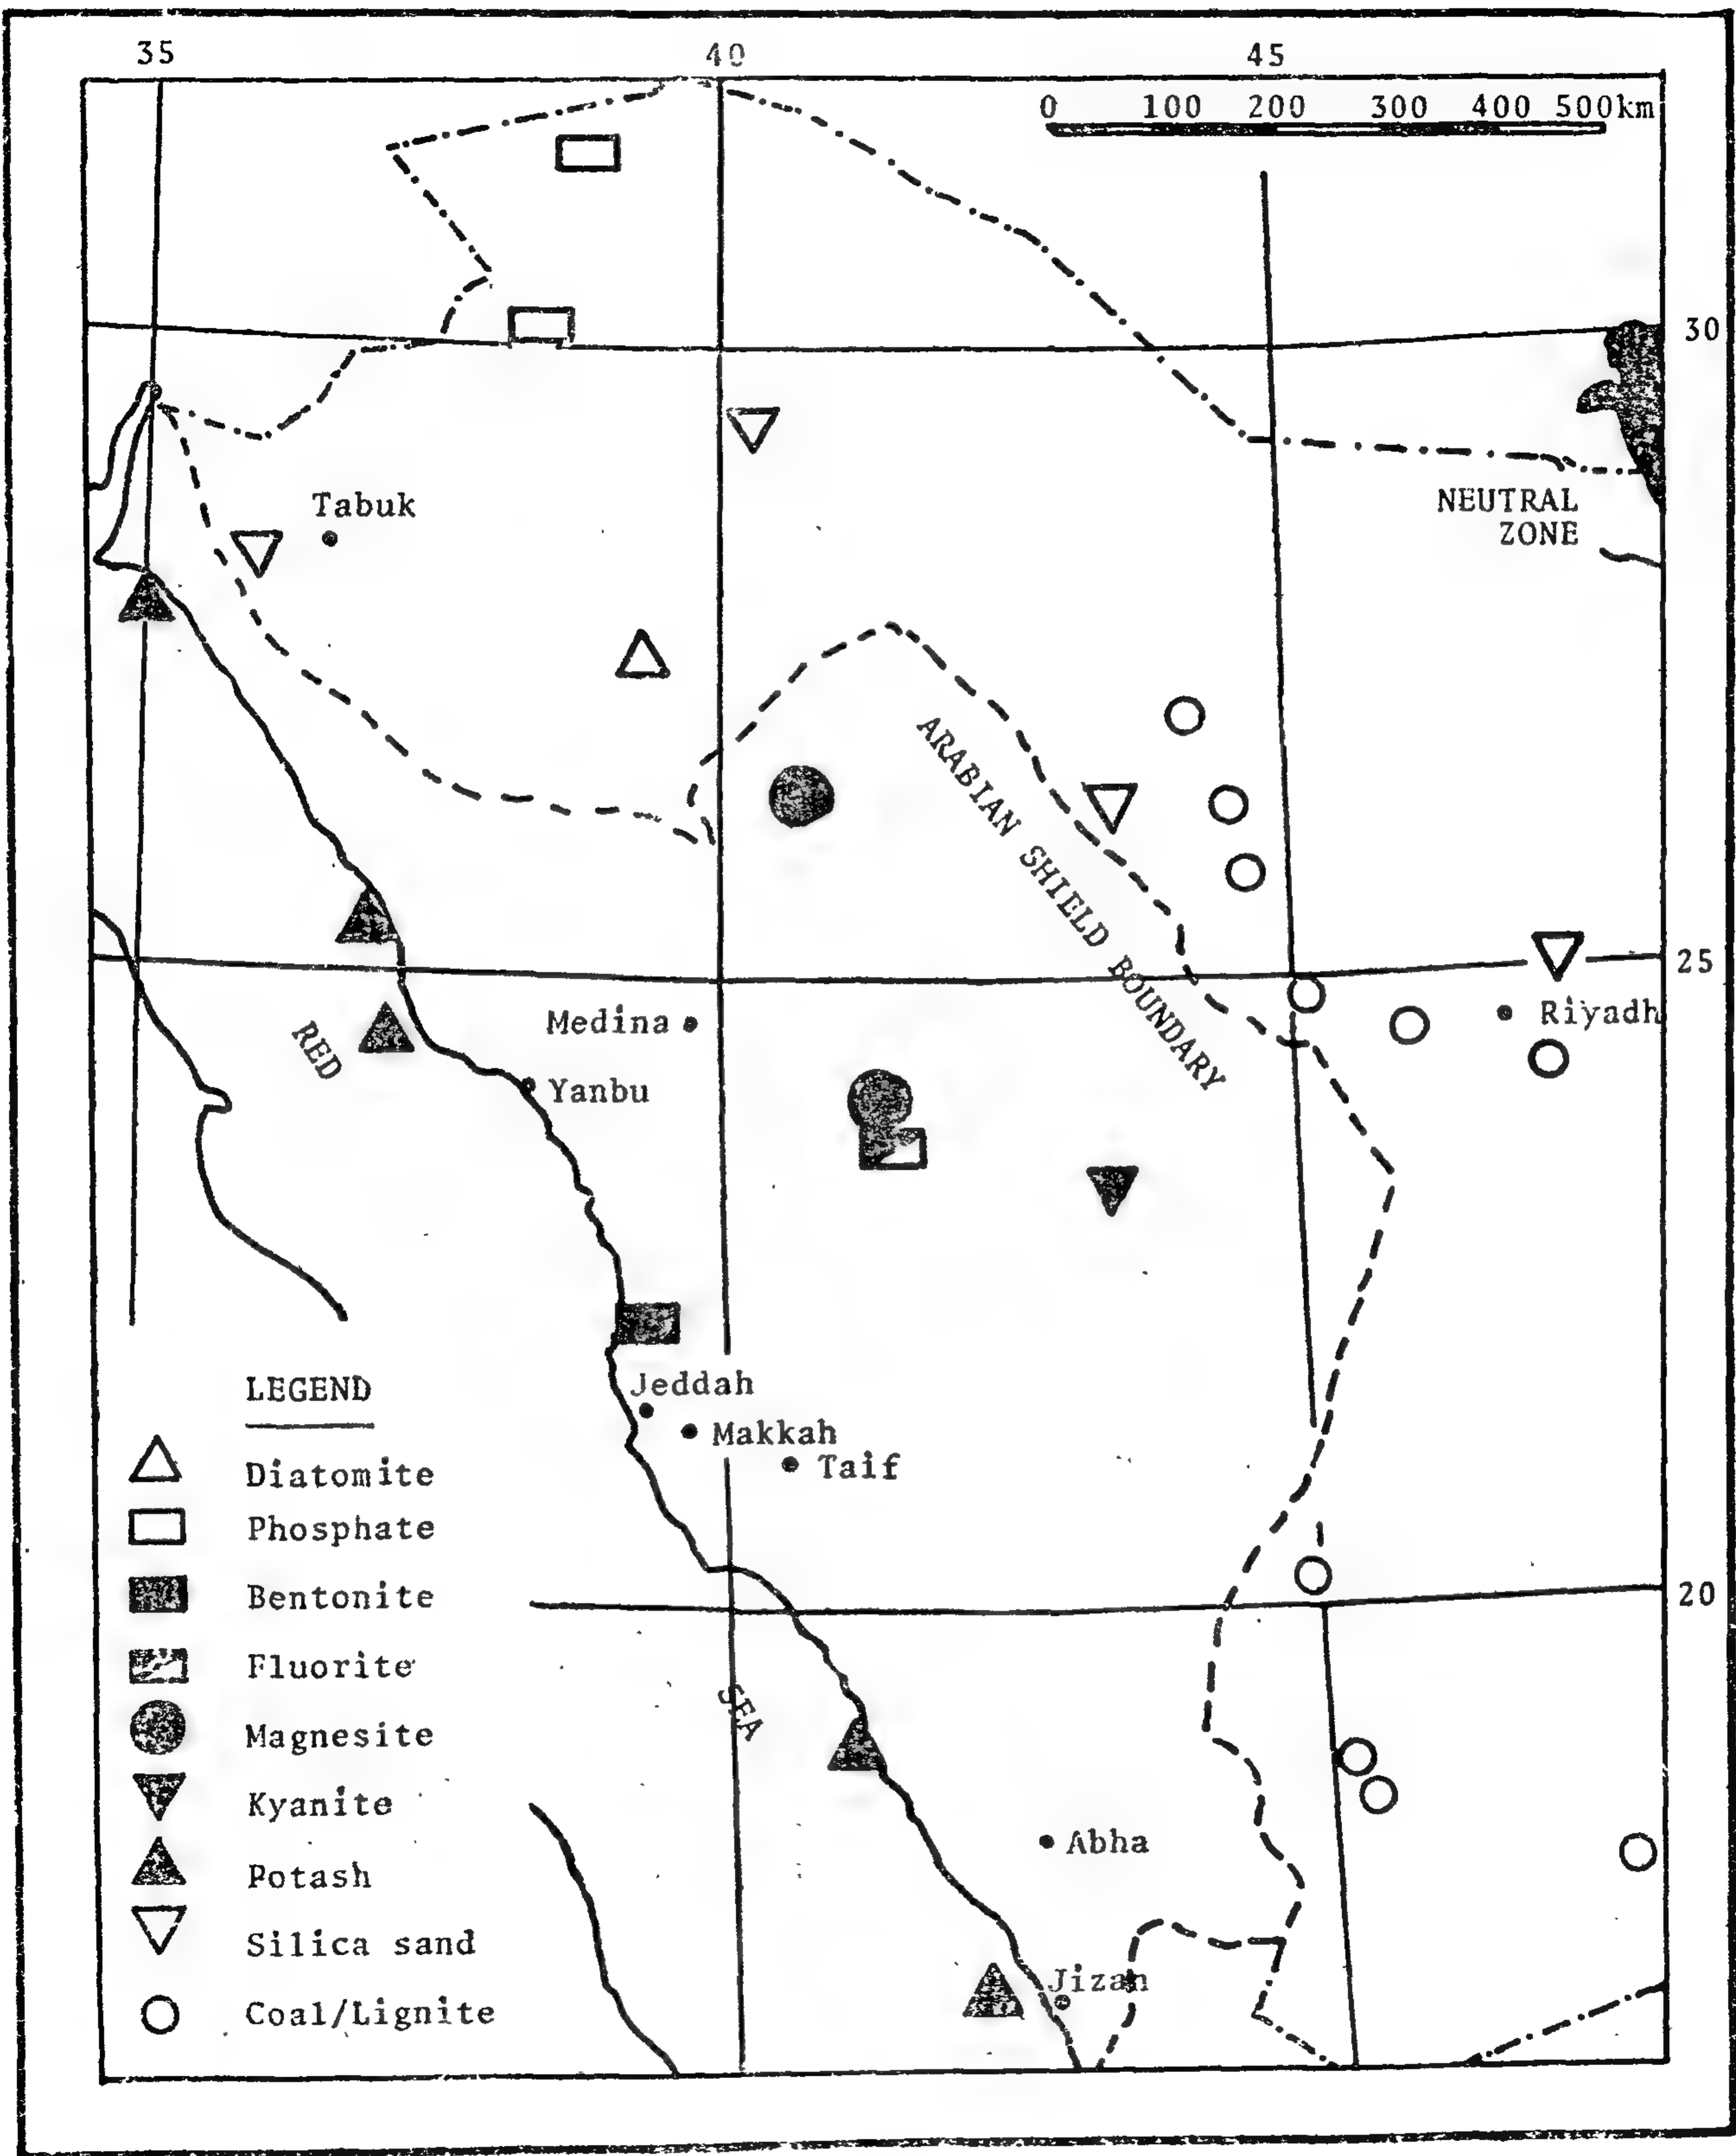 35 40 45
0 100 200 300 400 500km
30
Tabuk
NEUTRAL
ZONE
ARABIAN SHIELD BOUNDARY
25
Riyadh
Medina
RED
Yanbu
Jeddah
Makkah
Taif
LEGEND
Diatomite
Phosphate
Bentonite
Fluorite
Magnesite
Kyanite
Potash
Silica sand
Coal/Lignite
20
SEA
Abha
Jizan